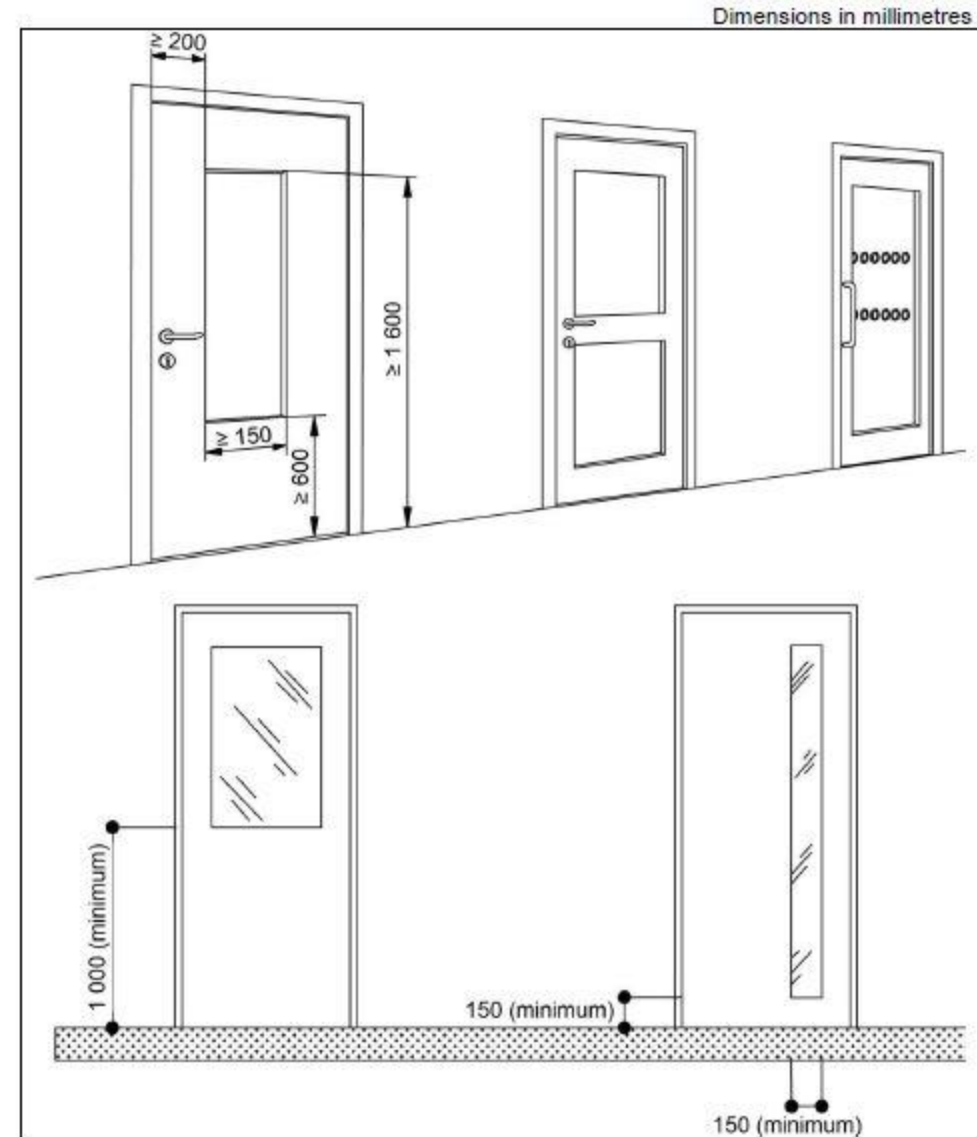 Dimensions in millimetres
≥ 200
≥ 1 600
≥ 150
≥ 600
1 000 (minimum)
150 (minimum)
150 (minimum)